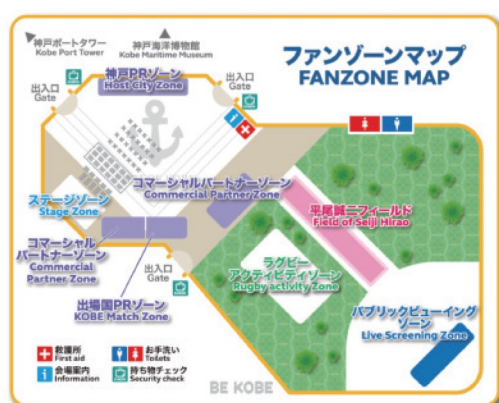 神戸ポートタワー
Kobe Port Tower
神戸海洋博物館
Kobe Maritime Museum
ファンゾーンマップ
FANZONE MAP
出入口
Gate
神戸PRゾーン
Host City Zone
出入口
Gate
コマーシャルパートナーゾーン
Commercial Partner Zone
ステージゾーン
Stage Zone
平尾誠二フィールド
Field of Seiji Hirao
コマーシャル
パートナーゾーン
Commercial
Partner Zone
出入口
Gate
ラグビー
アクティビティゾーン
Rugby activity Zone
出場国PRゾーン
KOBE Match Zone
パブリックビューイング
ゾーン
Live Screening Zone
救護所
First aid
お手洗い
Toilets
会場案内
Information
持ち物チェック
Security check
BE KOBE